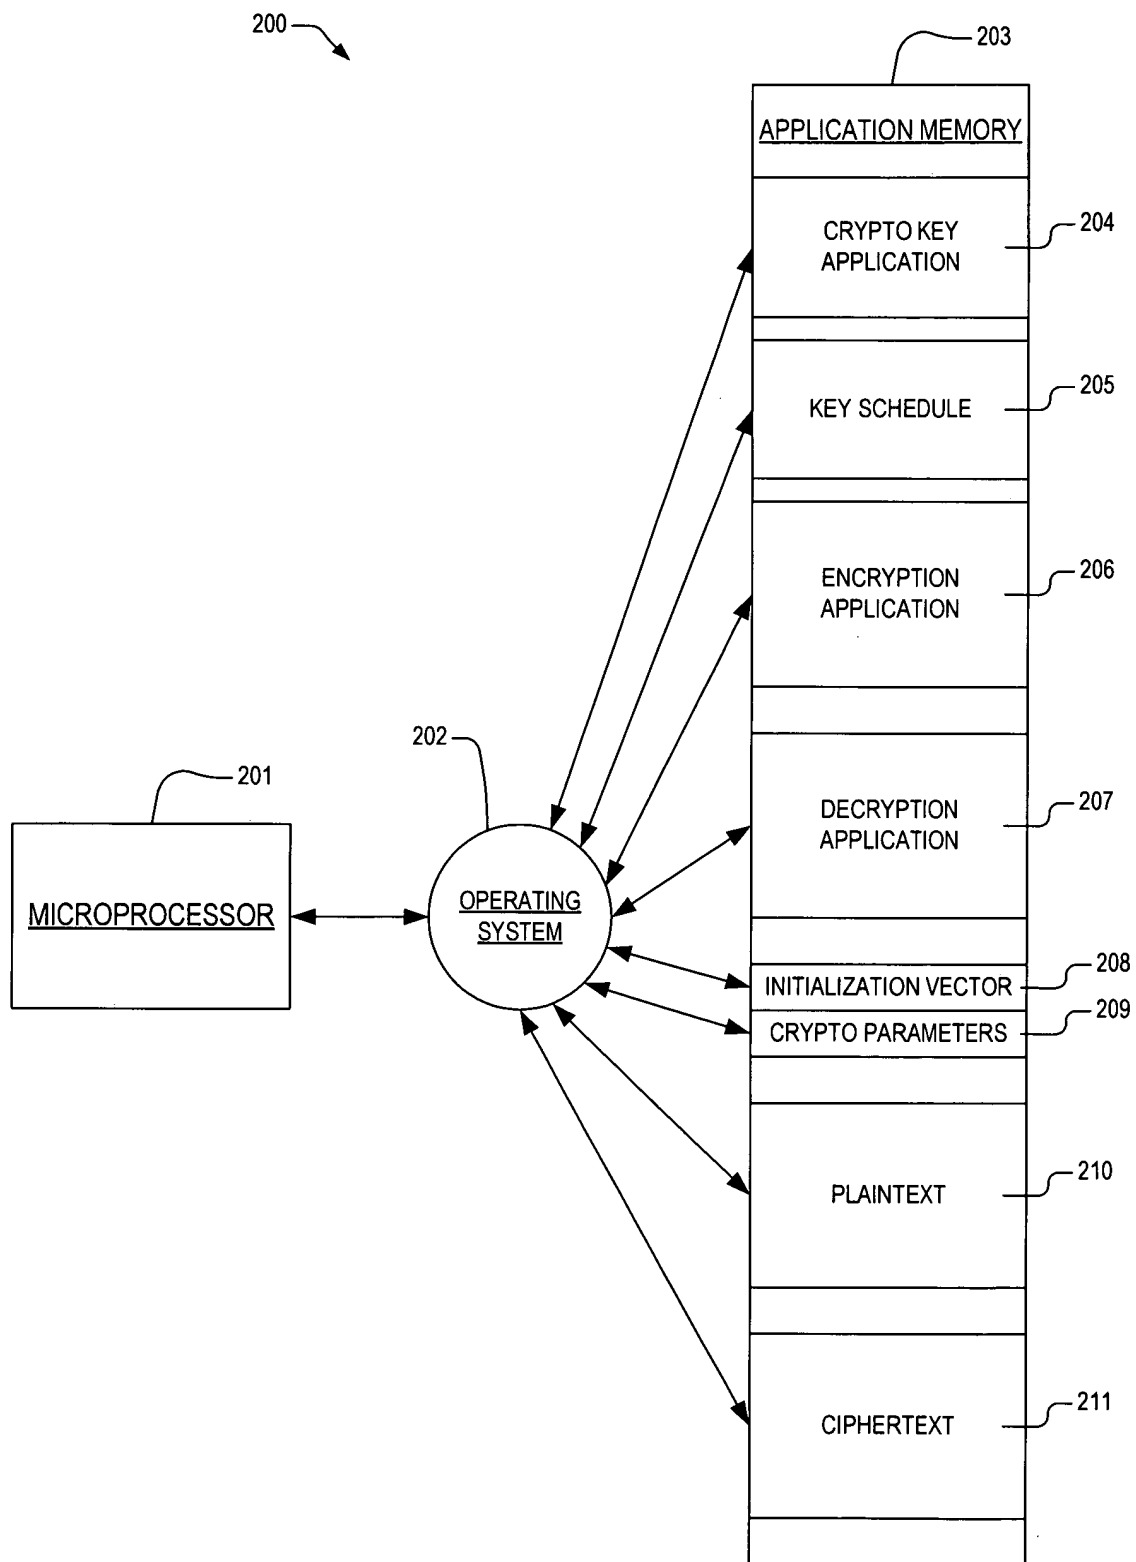 200
203
APPLICATION MEMORY
CRYPTO KEY
APPLICATION
204
KEY SCHEDULE
205
ENCRYPTION
APPLICATION
206
202
201
DECRYPTION
APPLICATION
207
MICROPROCESSOR
OPERATING
SYSTEM
INITIALIZATION VECTOR
208
CRYPTO PARAMETERS
209
PLAINTEXT
210
CIPHERTEXT
211